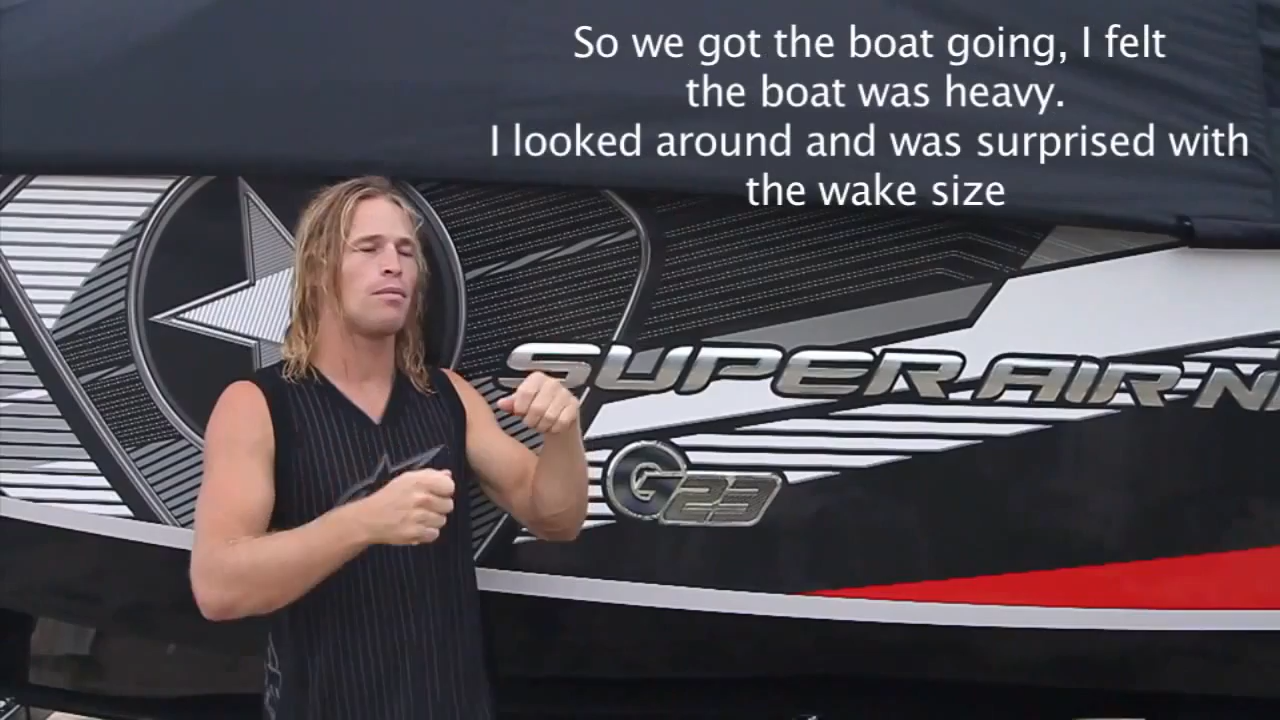 So we got the boat going, I felt
the boat was heavy.
I looked around and was surprised with
the wake size
SUPER AIR N
G23